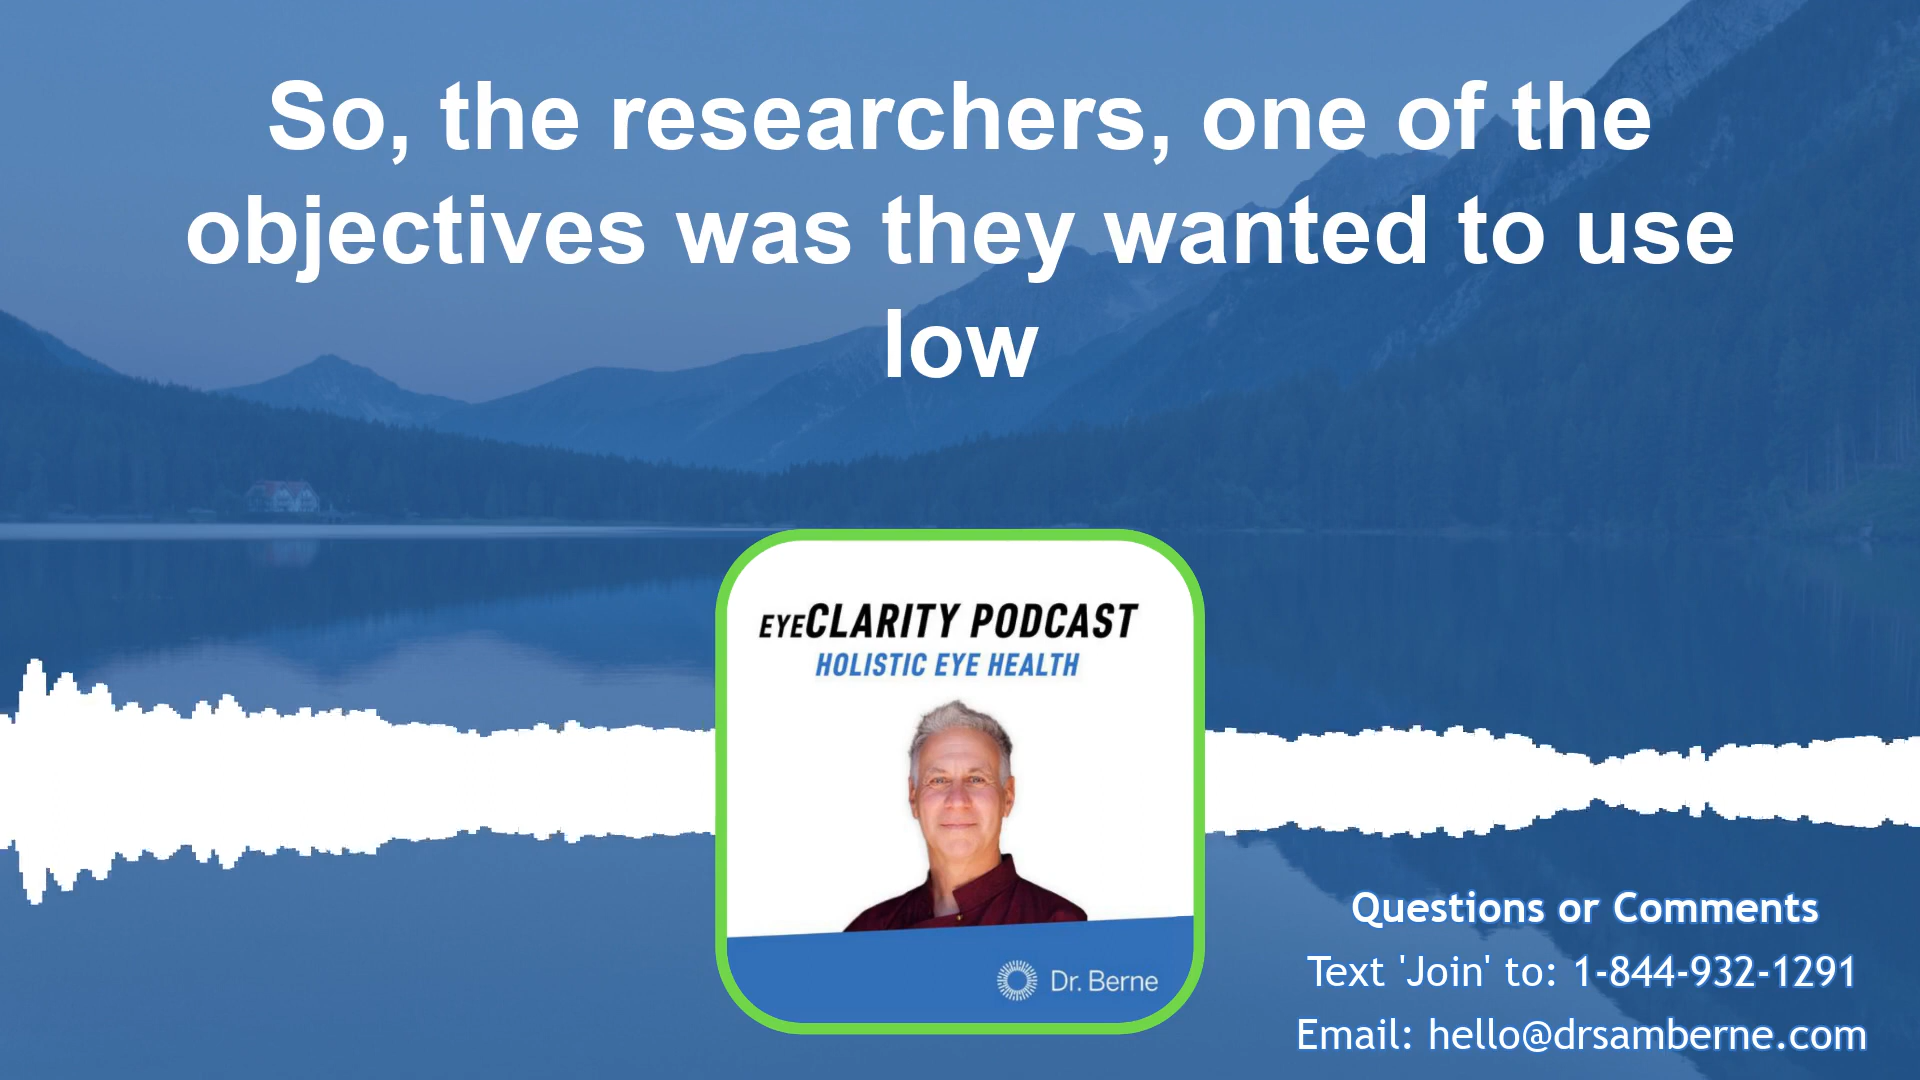 So, the researchers, one of the
objectives was they wanted to use
low
EYECLARITY PODCAST
HOLISTIC EYE HEALTH
Dr. Berne
Questions or Comments
Text 'Join' to: 1-844-932-1291
Email: hello@drsamberne.com